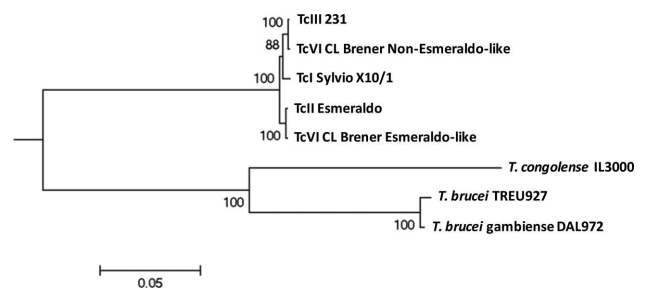 100 TcIII 231
88 TcVI CL Brener Non-Esmeraldo-like
100 TcI Sylvio X10/1
TcII Esmeraldo
100 TcVI CL Brener Esmeraldo-like
T. congolense IL3000
T. brucei TREU927
100
100 T. brucei gambiense DAL972
0.05